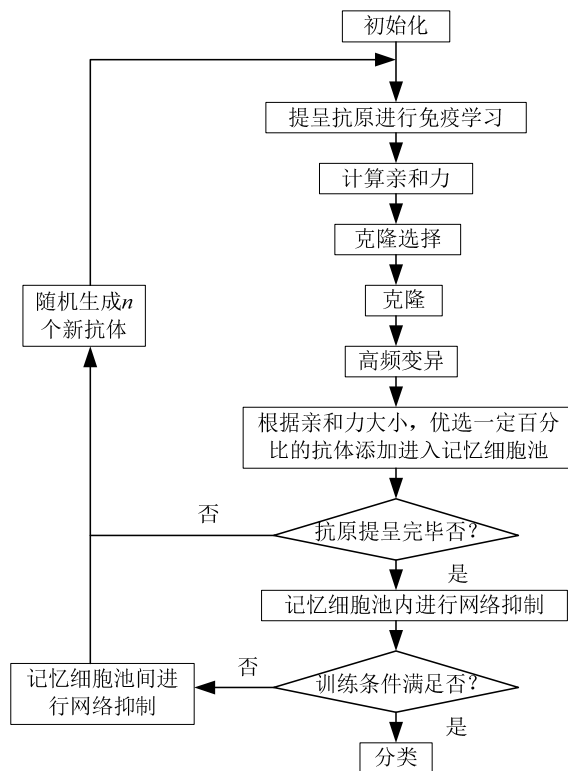 初始化
提呈抗原进行免疫学习
计算亲和力
克隆选择
随机生成n
个新抗体
克隆
高频变异
根据亲和力大小，优选一定百分
比的抗体添加进入记忆细胞池
否
抗原提呈完毕否？
是
记忆细胞池内进行网络抑制
否
记忆细胞池间进
行网络抑制
训练条件满足否？
是
分类